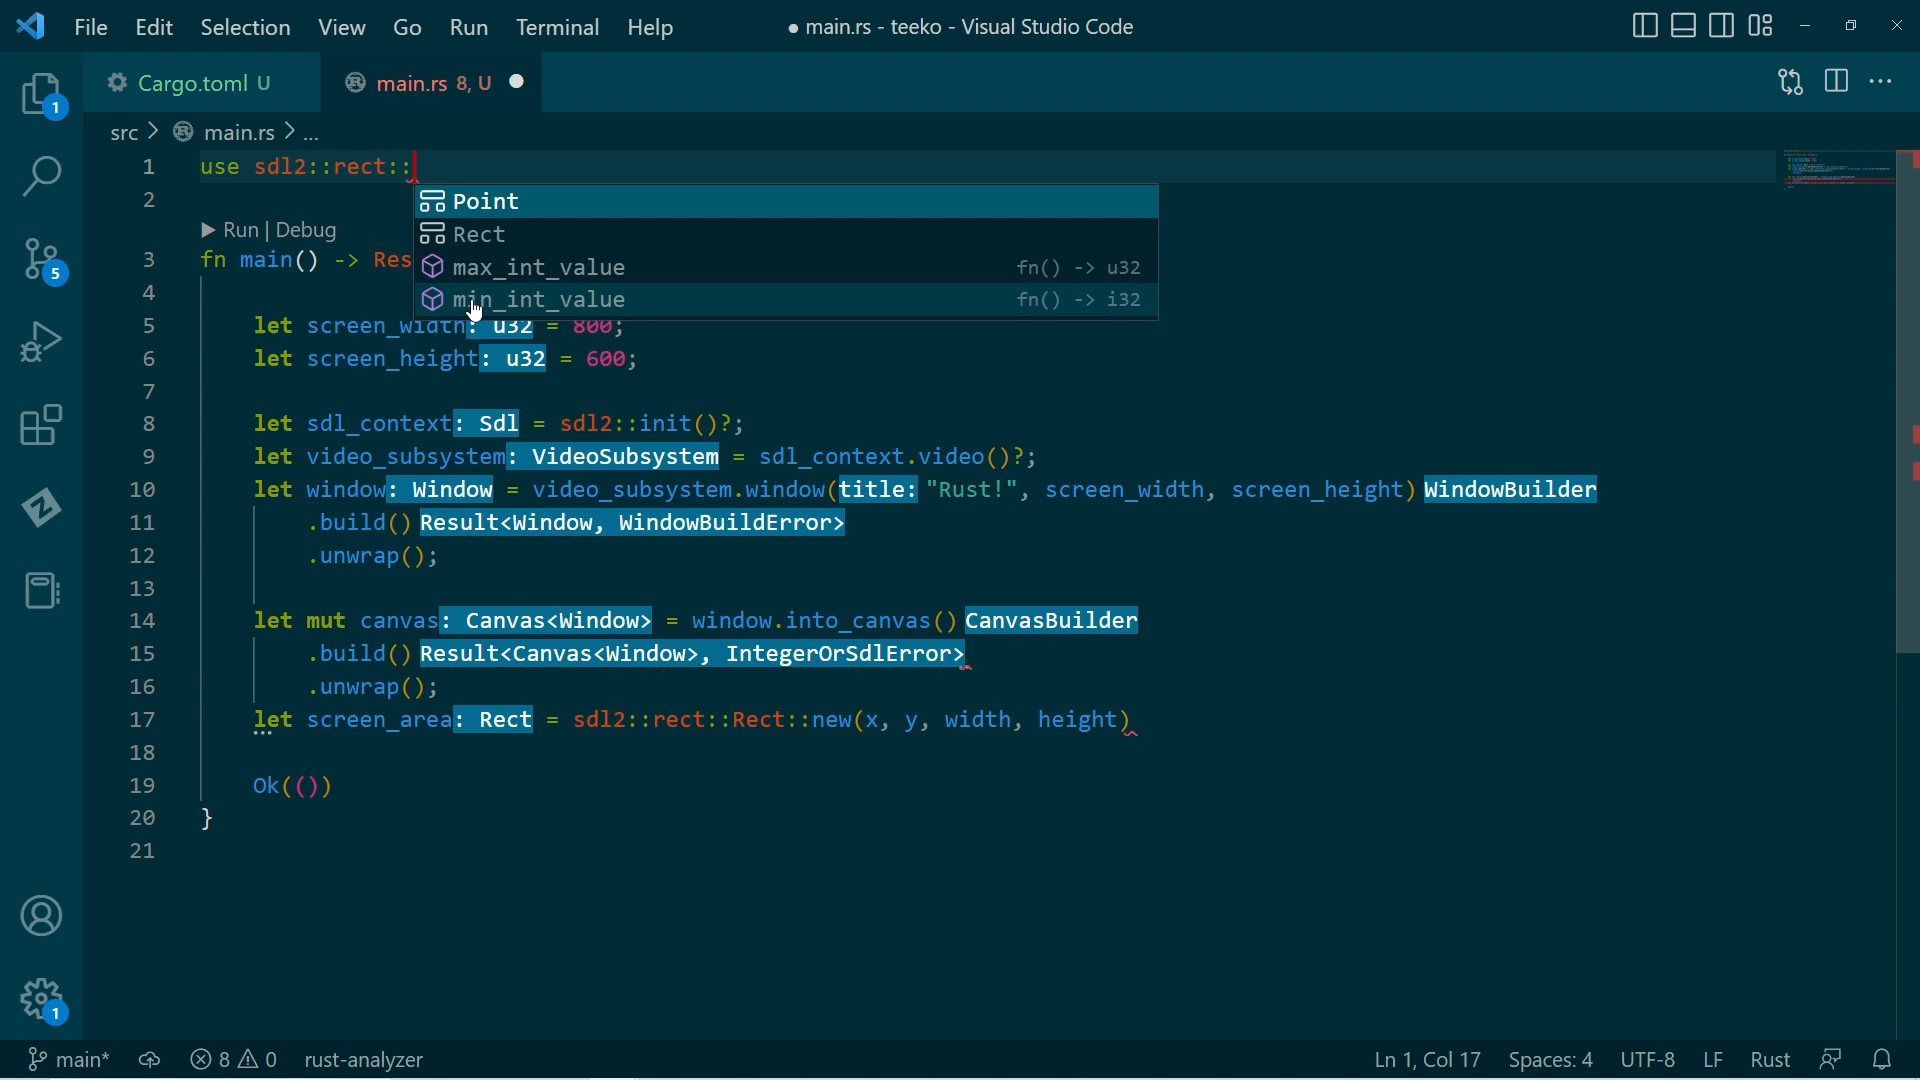 File Edit Selection View Go Run Terminal Help ● main.rs - teeko - Visual Studio Code
Cargo.toml U main.rs 8, U
src > main.rs > ...
1 use sdl2::rect::
Point
Rect
max_int_value fn() -> u32
min_int_value fn() -> i32
2
Run | Debug
3 fn main() -> Res
4
5 let screen_width: u32 = 800;
6 let screen_height: u32 = 600;
7
8 let sdl_context: Sdl = sdl2::init()?;
9 let video_subsystem: VideoSubsystem = sdl_context.video()?;
10 let window: Window = video_subsystem.window(title: "Rust!", screen_width, screen_height) WindowBuilder
11 .build() Result<Window, WindowBuildError>
12 .unwrap();
13
14 let mut canvas: Canvas<Window> = window.into_canvas() CanvasBuilder
15 .build() Result<Canvas<Window>, IntegerOrSdlError>
16 .unwrap();
17 let screen_area: Rect = sdl2::rect::Rect::new(x, y, width, height)
18
19 Ok(())
20 }
21
1
5
1
main* 8 0 rust-analyzer Ln 1, Col 17 Spaces: 4 UTF-8 LF Rust